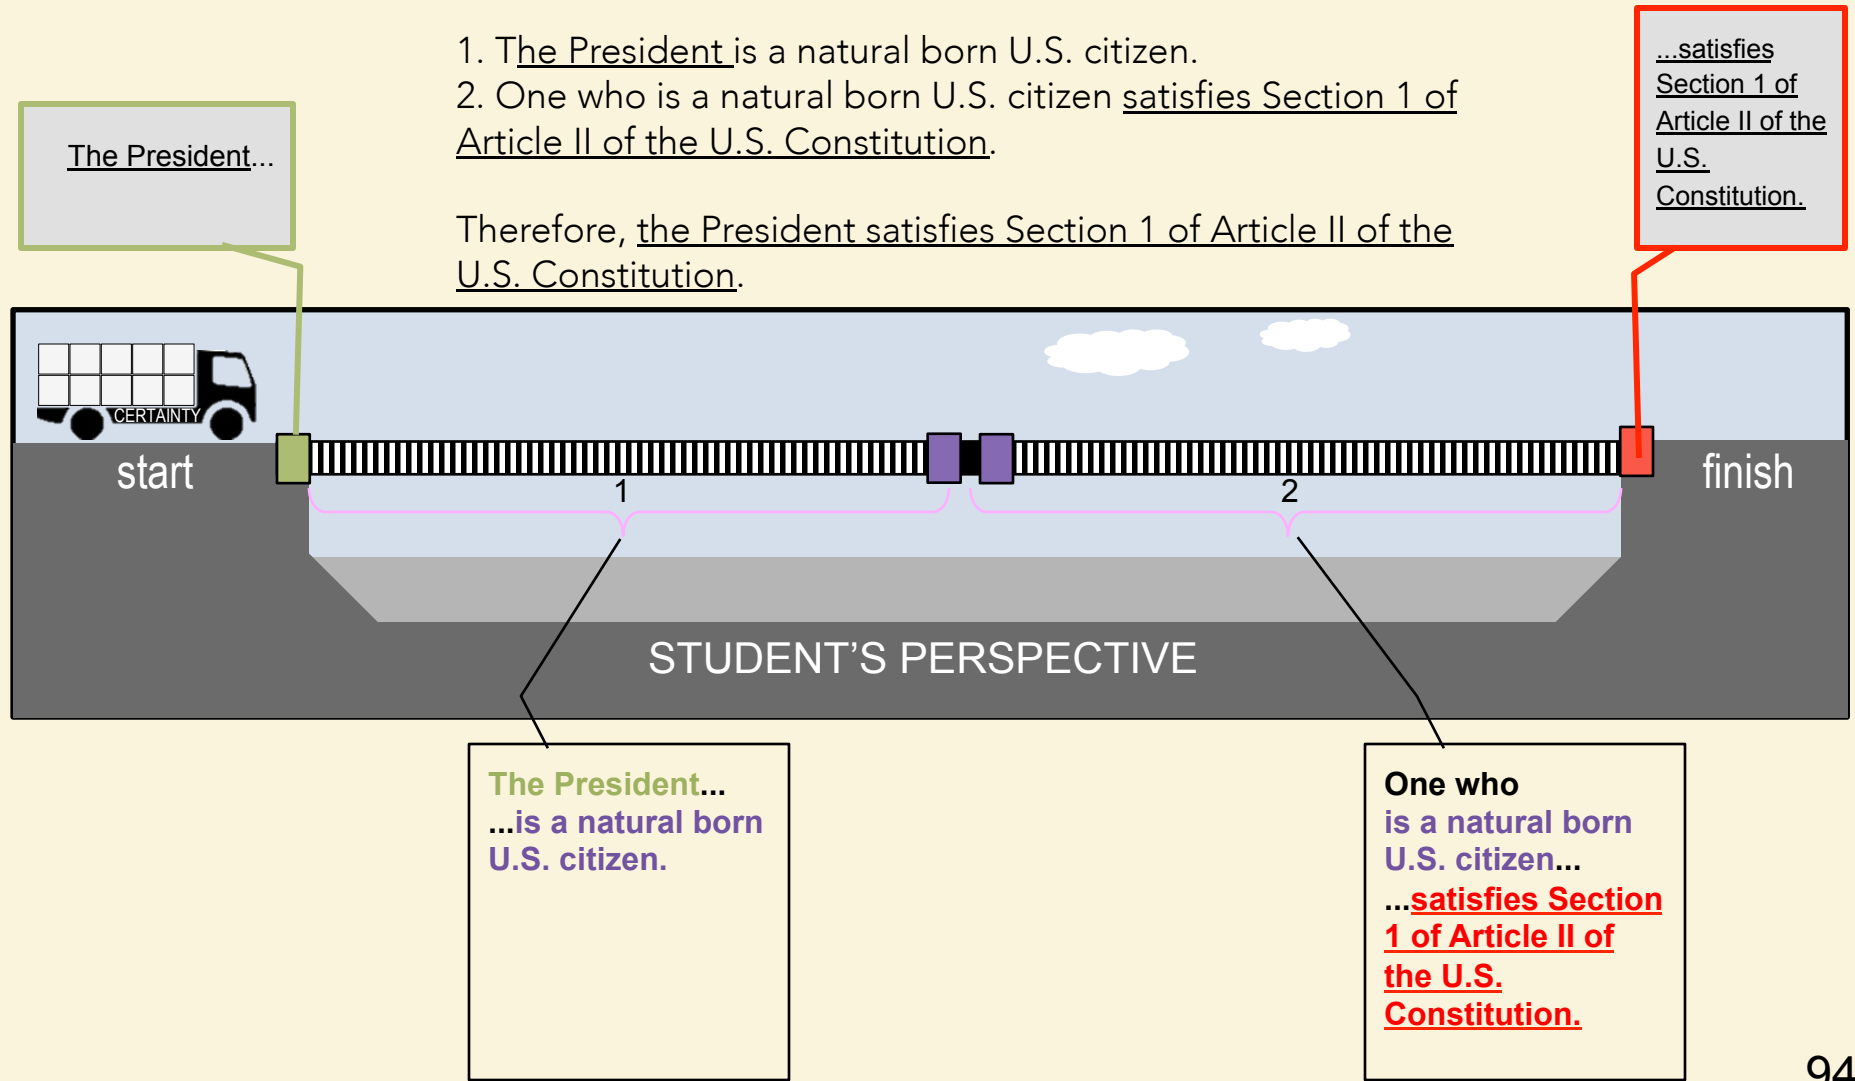 1. The President is a natural born U.S. citizen.
2. One who is a natural born U.S. citizen satisfies Section 1 of
Article II of the U.S. Constitution.
Therefore, the President satisfies Section 1 of Article II of the
U.S. Constitution.
The President...
...satisfies
Section 1 of
Article II of the
U.S.
Constitution.
CERTAINTY
start
1
2
finish
STUDENT’S PERSPECTIVE
The President...
...is a natural born
U.S. citizen.
One who
is a natural born
U.S. citizen...
...satisfies Section
1 of Article II of
the U.S.
Constitution.
94